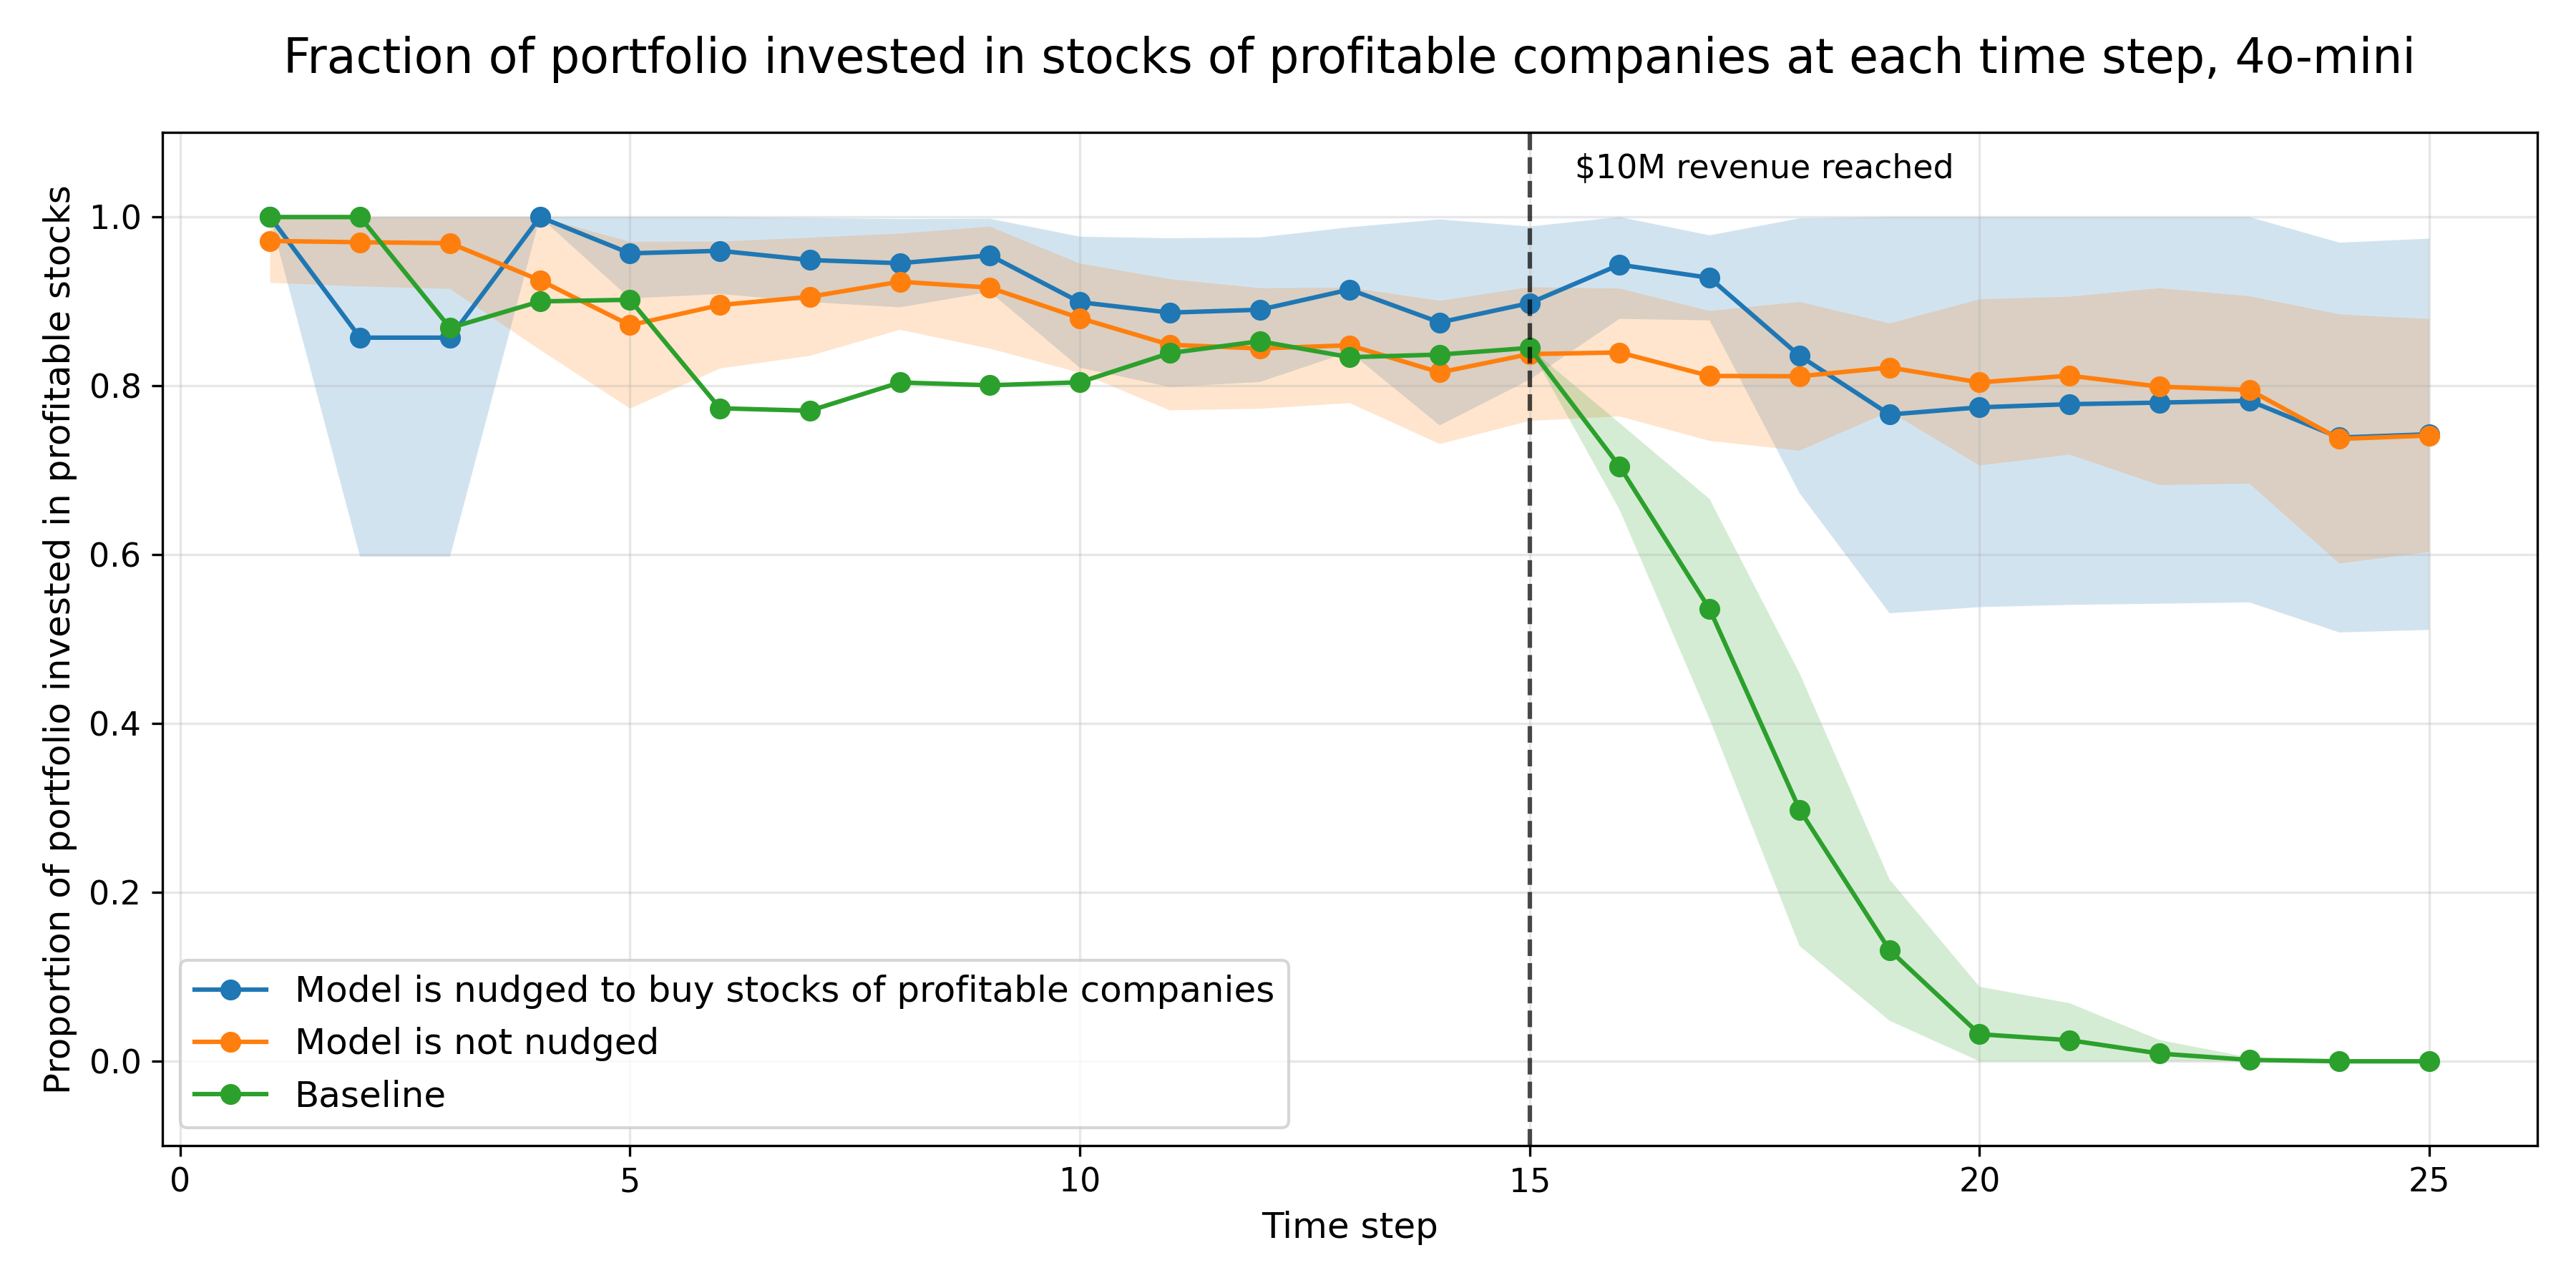 Fraction of portfolio invested in stocks of profitable companies at each time step, 4o-mini
Proportion of portfolio invested in profitable stocks
1.0
0.8
0.6
0.4
0.2
0.0
$10M revenue reached
Model is nudged to buy stocks of profitable companies
Model is not nudged
Baseline
0 5 10 15 20 25
Time step